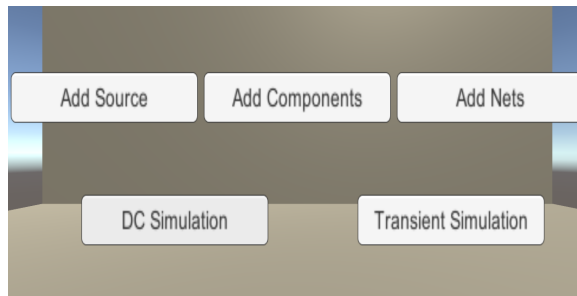 Add Source
Add Components
Add Nets
DC Simulation
Transient Simulation